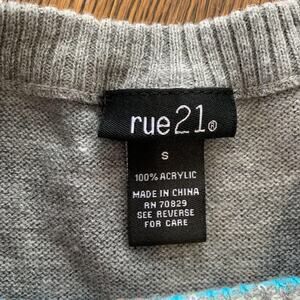 rue21®
S
100% ACRYLIC
MADE IN CHINA
RN 70829
SEE REVERSE
FOR CARE